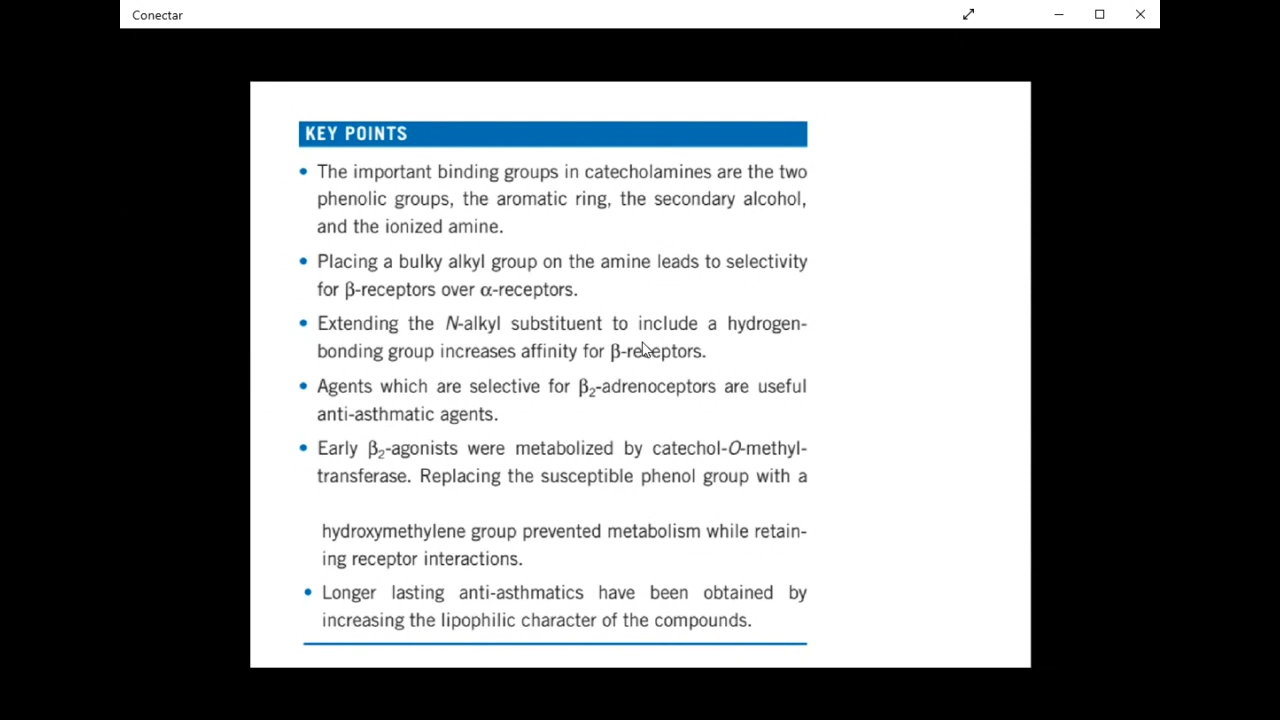 Conectar
KEY POINTS
• The important binding groups in catecholamines are the two
phenolic groups, the aromatic ring, the secondary alcohol,
and the ionized amine.
• Placing a bulky alkyl group on the amine leads to selectivity
for β-receptors over α-receptors.
• Extending the N-alkyl substituent to include a hydrogen-
bonding group increases affinity for β-receptors.
• Agents which are selective for β₂-adrenoceptors are useful
anti-asthmatic agents.
• Early β₂-agonists were metabolized by catechol-O-methyl-
transferase. Replacing the susceptible phenol group with a
hydroxymethylene group prevented metabolism while retain-
ing receptor interactions.
• Longer lasting anti-asthmatics have been obtained by
increasing the lipophilic character of the compounds.